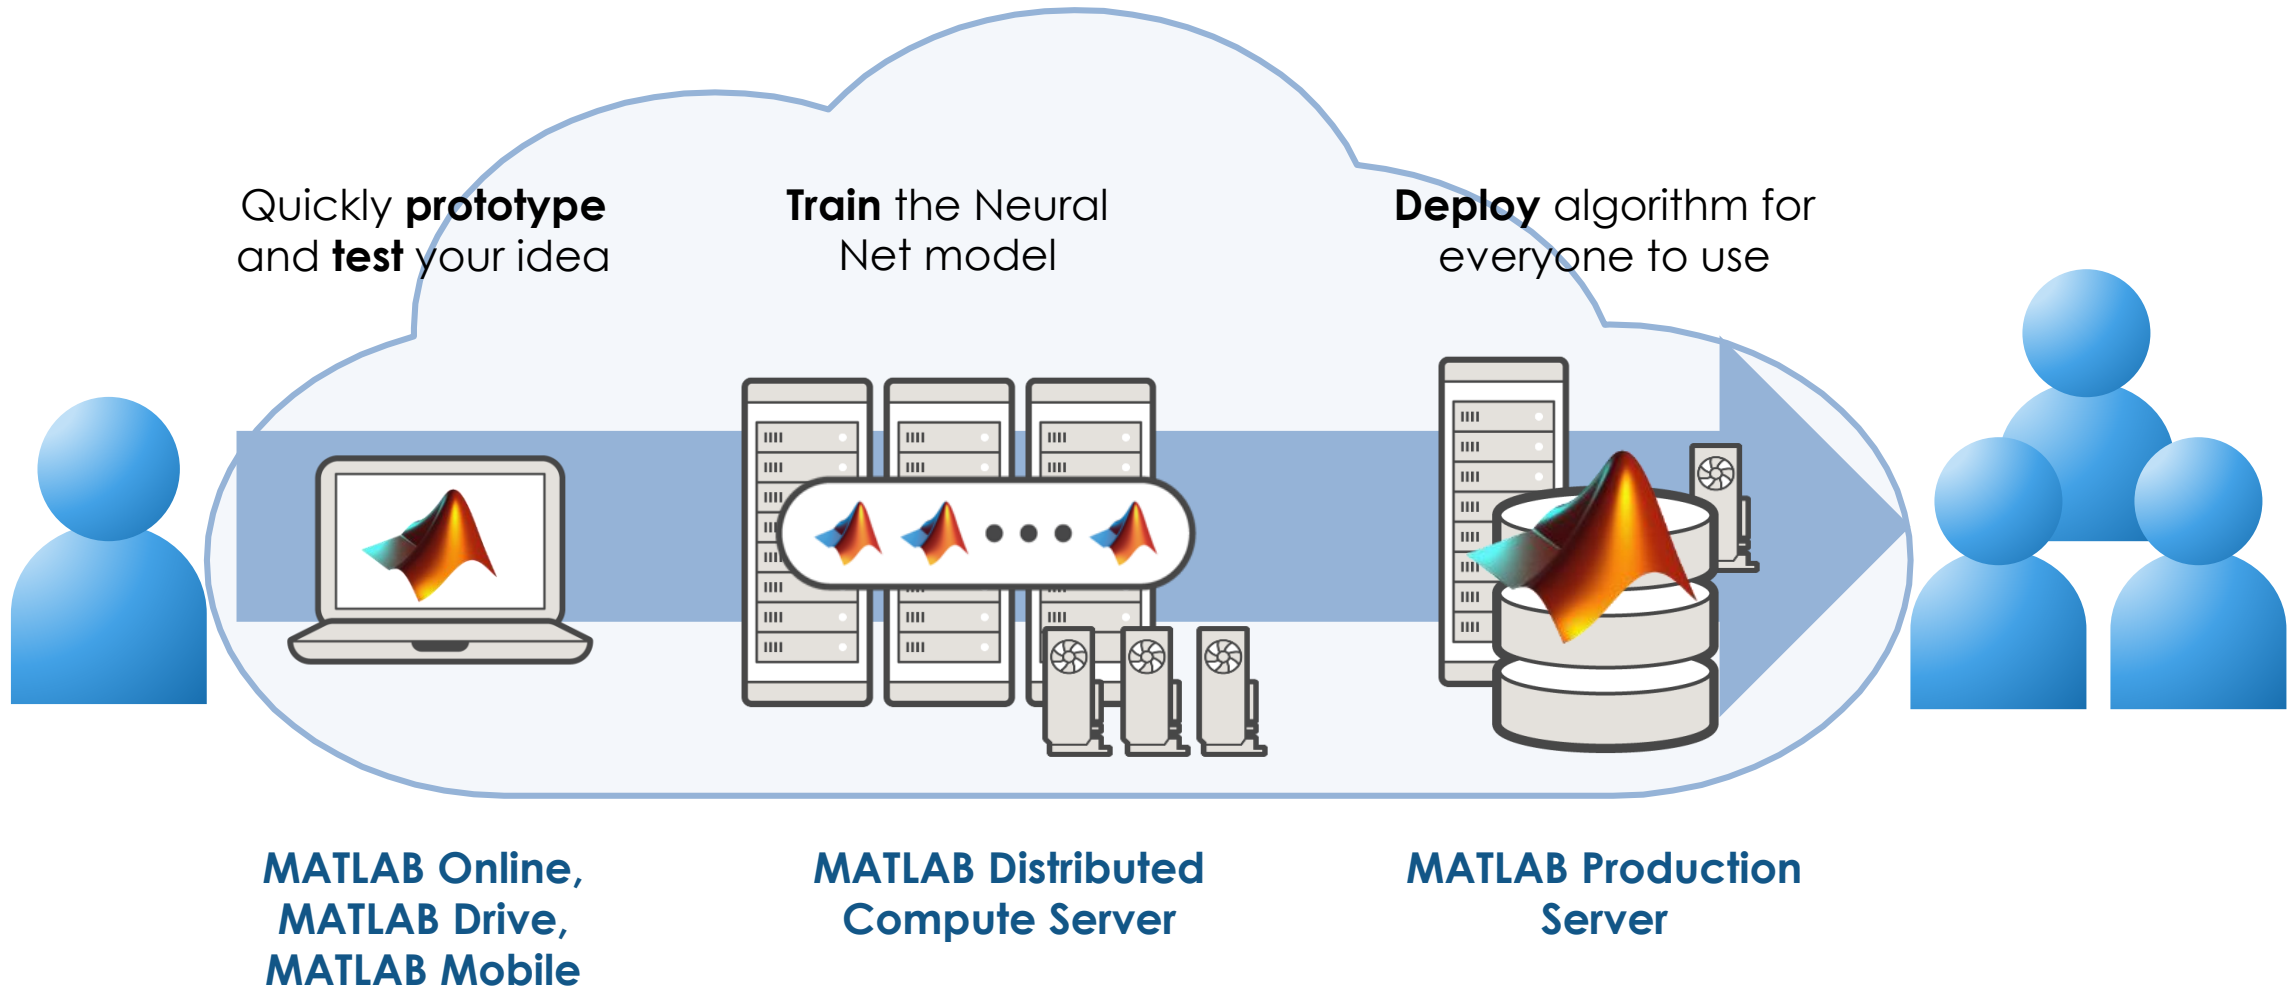 Quickly prototype
and test your idea
Train the Neural
Net model
Deploy algorithm for
everyone to use
MATLAB Online,
MATLAB Drive,
MATLAB Mobile
MATLAB Distributed
Compute Server
MATLAB Production
Server